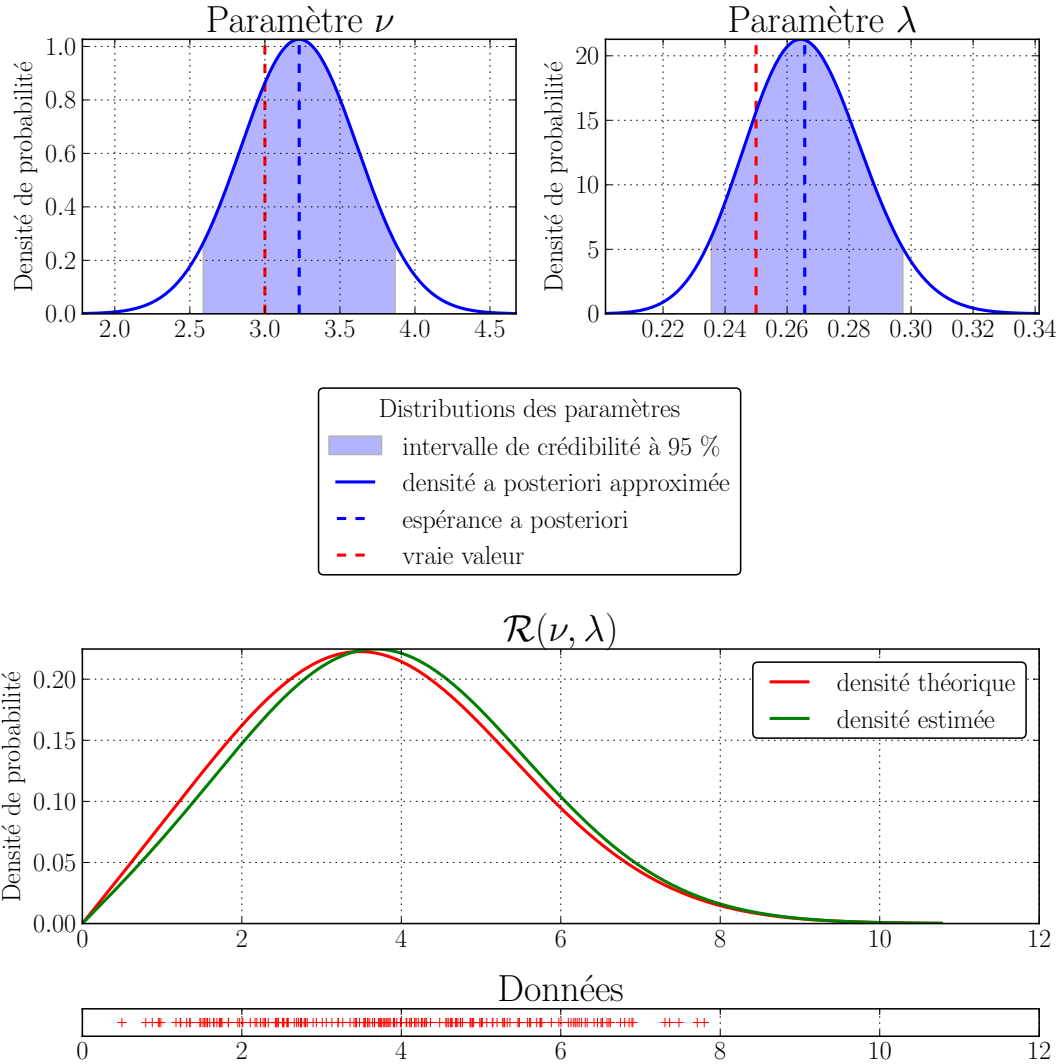 Paramètre ν
Densité de probabilité
1.0
0.8
0.6
0.4
0.2
0.0
2.0 2.5 3.0 3.5 4.0 4.5
Paramètre λ
Densité de probabilité
20
15
10
5
0
0.22 0.24 0.26 0.28 0.30 0.32 0.34
Distributions des paramètres
intervalle de crédibilité à 95 %
densité a posteriori approximée
espérance a posteriori
vraie valeur
ℛ(ν, λ)
Densité de probabilité
0.20
0.15
0.10
0.05
0.00
densité théorique
densité estimée
0 2 4 6 8 10 12
Données
0 2 4 6 8 10 12